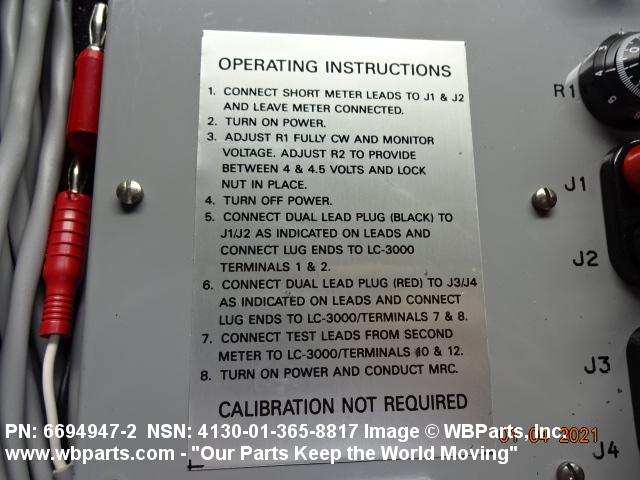 OPERATING INSTRUCTIONS
1. CONNECT SHORT METER LEADS TO J1 & J2
AND LEAVE METER CONNECTED.
2. TURN ON POWER.
3. ADJUST R1 FULLY CW AND MONITOR
VOLTAGE. ADJUST R2 TO PROVIDE
BETWEEN 4 & 4.5 VOLTS AND LOCK
NUT IN PLACE.
4. TURN OFF POWER.
5. CONNECT DUAL LEAD PLUG (BLACK) TO
J1/J2 AS INDICATED ON LEADS AND
CONNECT LUG ENDS TO LC-3000
TERMINALS 1 & 2.
6. CONNECT DUAL LEAD PLUG (RED) TO J3/J4
AS INDICATED ON LEADS AND CONNECT
LUG ENDS TO LC-3000/TERMINALS 7 & 8.
7. CONNECT TEST LEADS FROM SECOND
METER TO LC-3000/TERMINALS 10 & 12.
8. TURN ON POWER AND CONDUCT MRC.
CALIBRATION NOT REQUIRED
R1
0
5
4
3
J1
J2
J3
J4
01 04 2021
PN: 6694947-2 NSN: 4130-01-365-8817 Image © WBParts, Inc.
www.wbparts.com - "Our Parts Keep the World Moving"